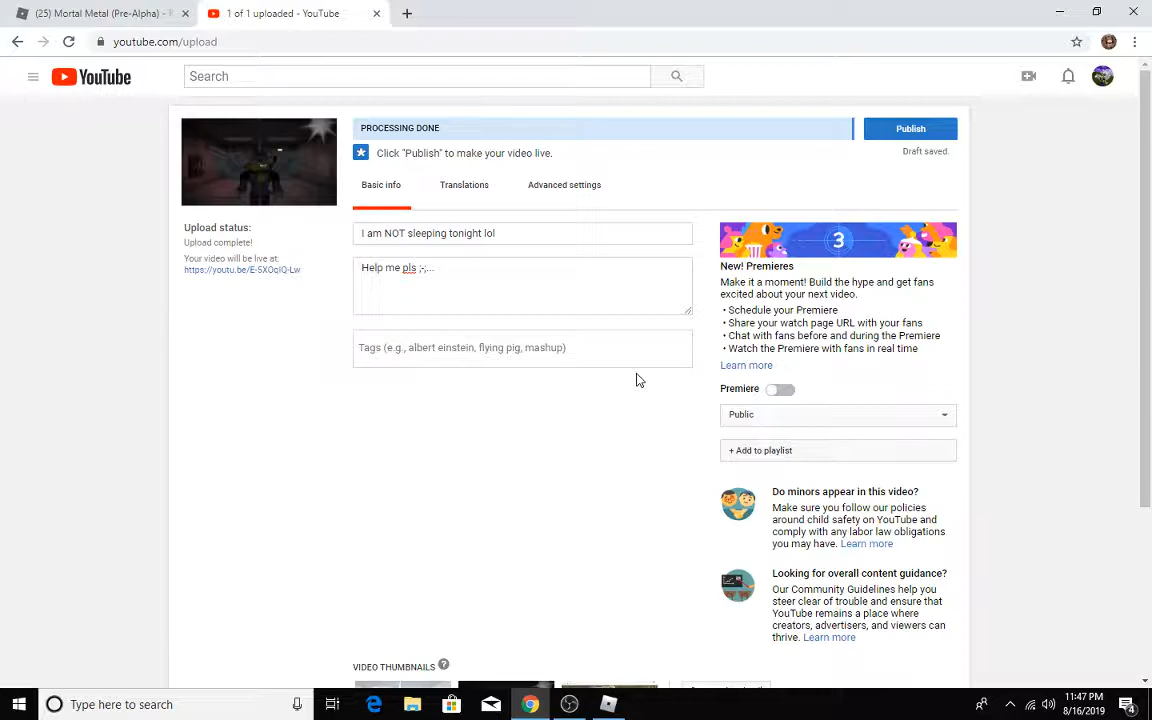 (25) Mortal Metal (Pre-Alpha) -
1 of 1 uploaded - YouTube
youtube.com/upload
YouTube
Search
PROCESSING DONE
Publish
Click "Publish" to make your video live.
Draft saved.
Basic info
Translations
Advanced settings
Upload status:
Upload complete!
Your video will be live at:
https://youtu.be/E-5XOqIQ-Lw
I am NOT sleeping tonight lol
Help me pls ;-;...
Tags (e.g., albert einstein, flying pig, mashup)
3
New! Premieres
Make it a moment! Build the hype and get fans
excited about your next video.
• Schedule your Premiere
• Share your watch page URL with your fans
• Chat with fans before and during the Premiere
• Watch the Premiere with fans in real time
Learn more
Premiere
Public
+ Add to playlist
Do minors appear in this video?
Make sure you follow our policies
around child safety on YouTube and
comply with any labor law obligations
you may have. Learn more
Looking for overall content guidance?
Our Community Guidelines help you
steer clear of trouble and ensure that
YouTube remains a place where
creators, advertisers, and viewers can
thrive. Learn more
VIDEO THUMBNAILS ?
Type here to search
11:47 PM
8/16/2019
4